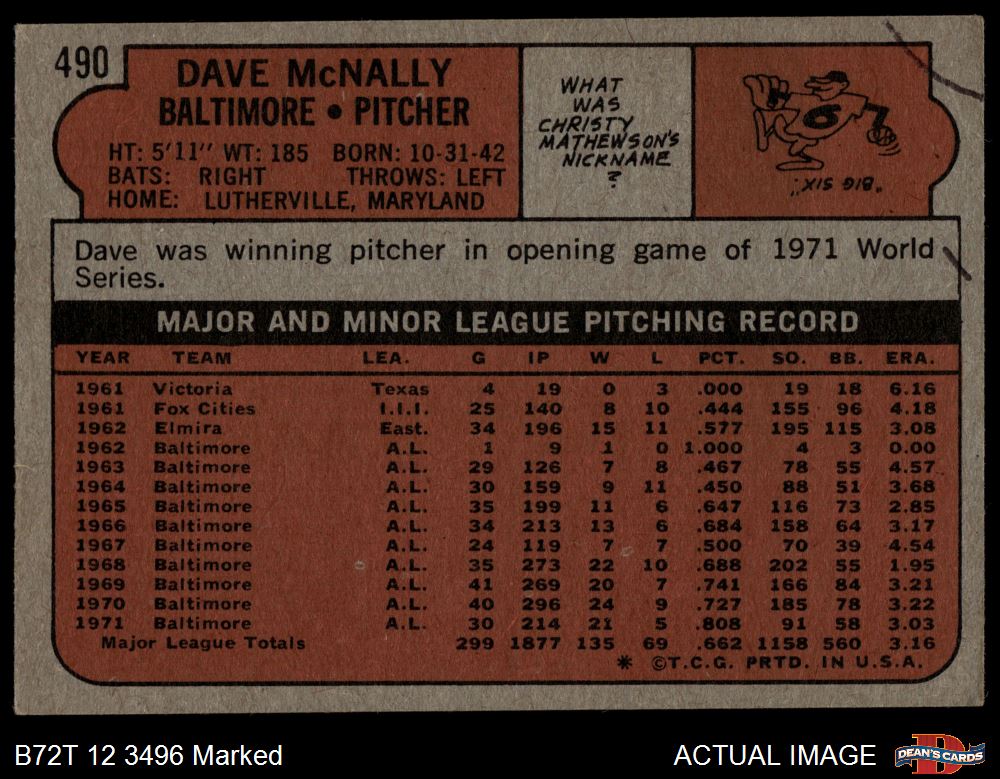 490
DAVE McNALLY
BALTIMORE • PITCHER
HT: 5'11" WT: 185 BORN: 10-31-42
BATS: RIGHT THROWS: LEFT
HOME: LUTHERVILLE, MARYLAND
WHAT
WAS
CHRISTY
MATHEWSON'S
NICKNAME
?
6
"BIG SIX."
Dave was winning pitcher in opening game of 1971 World
Series.
MAJOR AND MINOR LEAGUE PITCHING RECORD
YEAR TEAM LEA. G IP W L PCT. SO. BB. ERA.
1961 Victoria Texas 4 19 0 3 .000 19 18 6.16
1961 Fox Cities I.I.I. 25 140 8 10 .444 155 96 4.18
1962 Elmira East. 34 196 15 11 .577 195 115 3.08
1962 Baltimore A.L. 1 9 1 0 1.000 4 3 0.00
1963 Baltimore A.L. 29 126 7 8 .467 78 55 4.57
1964 Baltimore A.L. 30 159 9 11 .450 88 51 3.68
1965 Baltimore A.L. 35 199 11 6 .647 116 73 2.85
1966 Baltimore A.L. 34 213 13 6 .684 158 64 3.17
1967 Baltimore A.L. 24 119 7 7 .500 70 39 4.54
1968 Baltimore A.L. 35 273 22 10 .688 202 55 1.95
1969 Baltimore A.L. 41 269 20 7 .741 166 84 3.21
1970 Baltimore A.L. 40 296 24 9 .727 185 78 3.22
1971 Baltimore A.L. 30 214 21 5 .808 91 58 3.03
Major League Totals 299 1877 135 69 .662 1158 560 3.16
* ©T.C.G. PRTD. IN U.S.A.
B72T 12 3496 Marked
ACTUAL IMAGE
DEAN'S CARDS